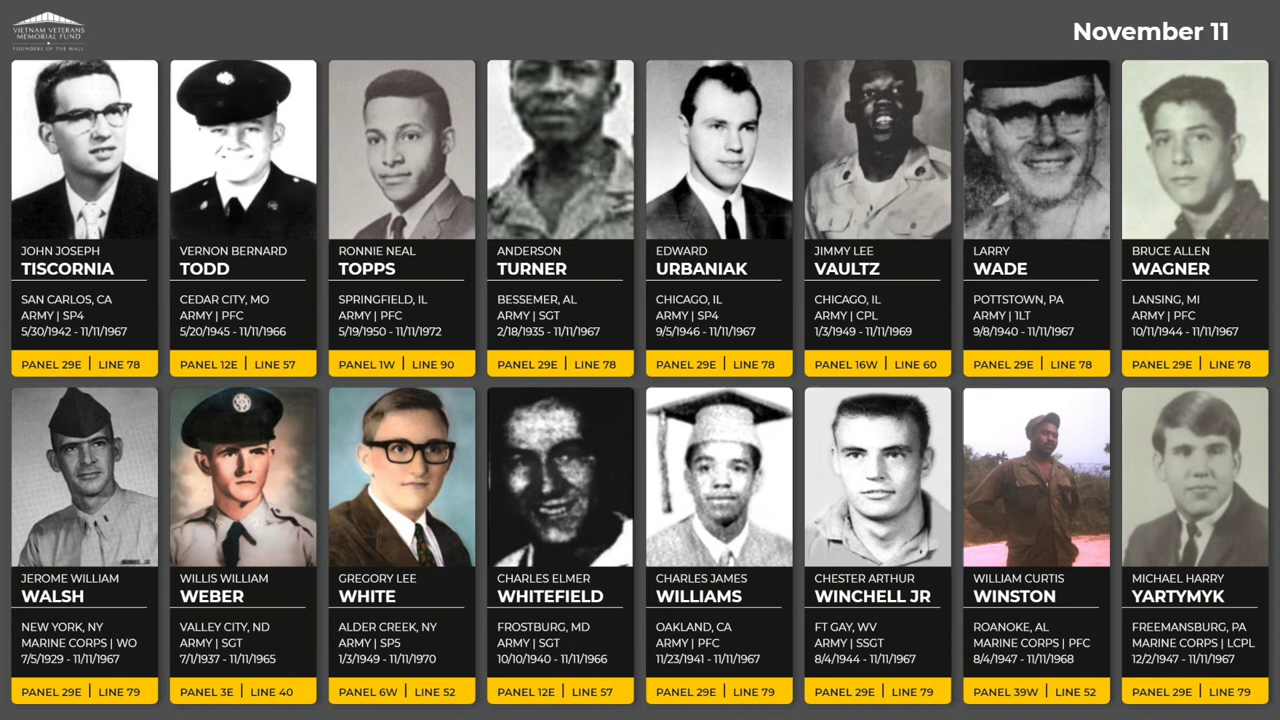 VIETNAM VETERANS
MEMORIAL FUND
FOUNDERS OF THE WALL
November 11
JOHN JOSEPH
TISCORNIA
SAN CARLOS, CA
ARMY | SP4
5/30/1942 - 11/11/1967
PANEL 29E | LINE 78
VERNON BERNARD
TODD
CEDAR CITY, MO
ARMY | PFC
5/20/1945 - 11/11/1966
PANEL 12E | LINE 57
RONNIE NEAL
TOPPS
SPRINGFIELD, IL
ARMY | PFC
5/19/1950 - 11/11/1972
PANEL 1W | LINE 90
ANDERSON
TURNER
BESSEMER, AL
ARMY | SGT
2/18/1935 - 11/11/1967
PANEL 29E | LINE 78
EDWARD
URBANIAK
CHICAGO, IL
ARMY | SP4
9/5/1946 - 11/11/1967
PANEL 29E | LINE 78
JIMMY LEE
VAULTZ
CHICAGO, IL
ARMY | CPL
1/3/1949 - 11/11/1969
PANEL 16W | LINE 60
LARRY
WADE
POTTSTOWN, PA
ARMY | 1LT
9/8/1940 - 11/11/1967
PANEL 29E | LINE 78
BRUCE ALLEN
WAGNER
LANSING, MI
ARMY | PFC
10/11/1944 - 11/11/1967
PANEL 29E | LINE 78
JEROME WILLIAM
WALSH
NEW YORK, NY
MARINE CORPS | WO
7/5/1929 - 11/11/1967
PANEL 29E | LINE 79
WILLIS WILLIAM
WEBER
VALLEY CITY, ND
ARMY | SGT
7/1/1937 - 11/11/1965
PANEL 3E | LINE 40
GREGORY LEE
WHITE
ALDER CREEK, NY
ARMY | SP5
1/3/1949 - 11/11/1970
PANEL 6W | LINE 52
CHARLES ELMER
WHITEFIELD
FROSTBURG, MD
ARMY | SGT
10/10/1940 - 11/11/1966
PANEL 12E | LINE 57
CHARLES JAMES
WILLIAMS
OAKLAND, CA
ARMY | PFC
11/23/1941 - 11/11/1967
PANEL 29E | LINE 79
CHESTER ARTHUR
WINCHELL JR
FT GAY, WV
ARMY | SSGT
8/4/1944 - 11/11/1967
PANEL 29E | LINE 79
WILLIAM CURTIS
WINSTON
ROANOKE, AL
MARINE CORPS | PFC
8/4/1947 - 11/11/1968
PANEL 39W | LINE 52
MICHAEL HARRY
YARTYMYK
FREEMANSBURG, PA
MARINE CORPS | LCPL
12/2/1947 - 11/11/1967
PANEL 29E | LINE 79